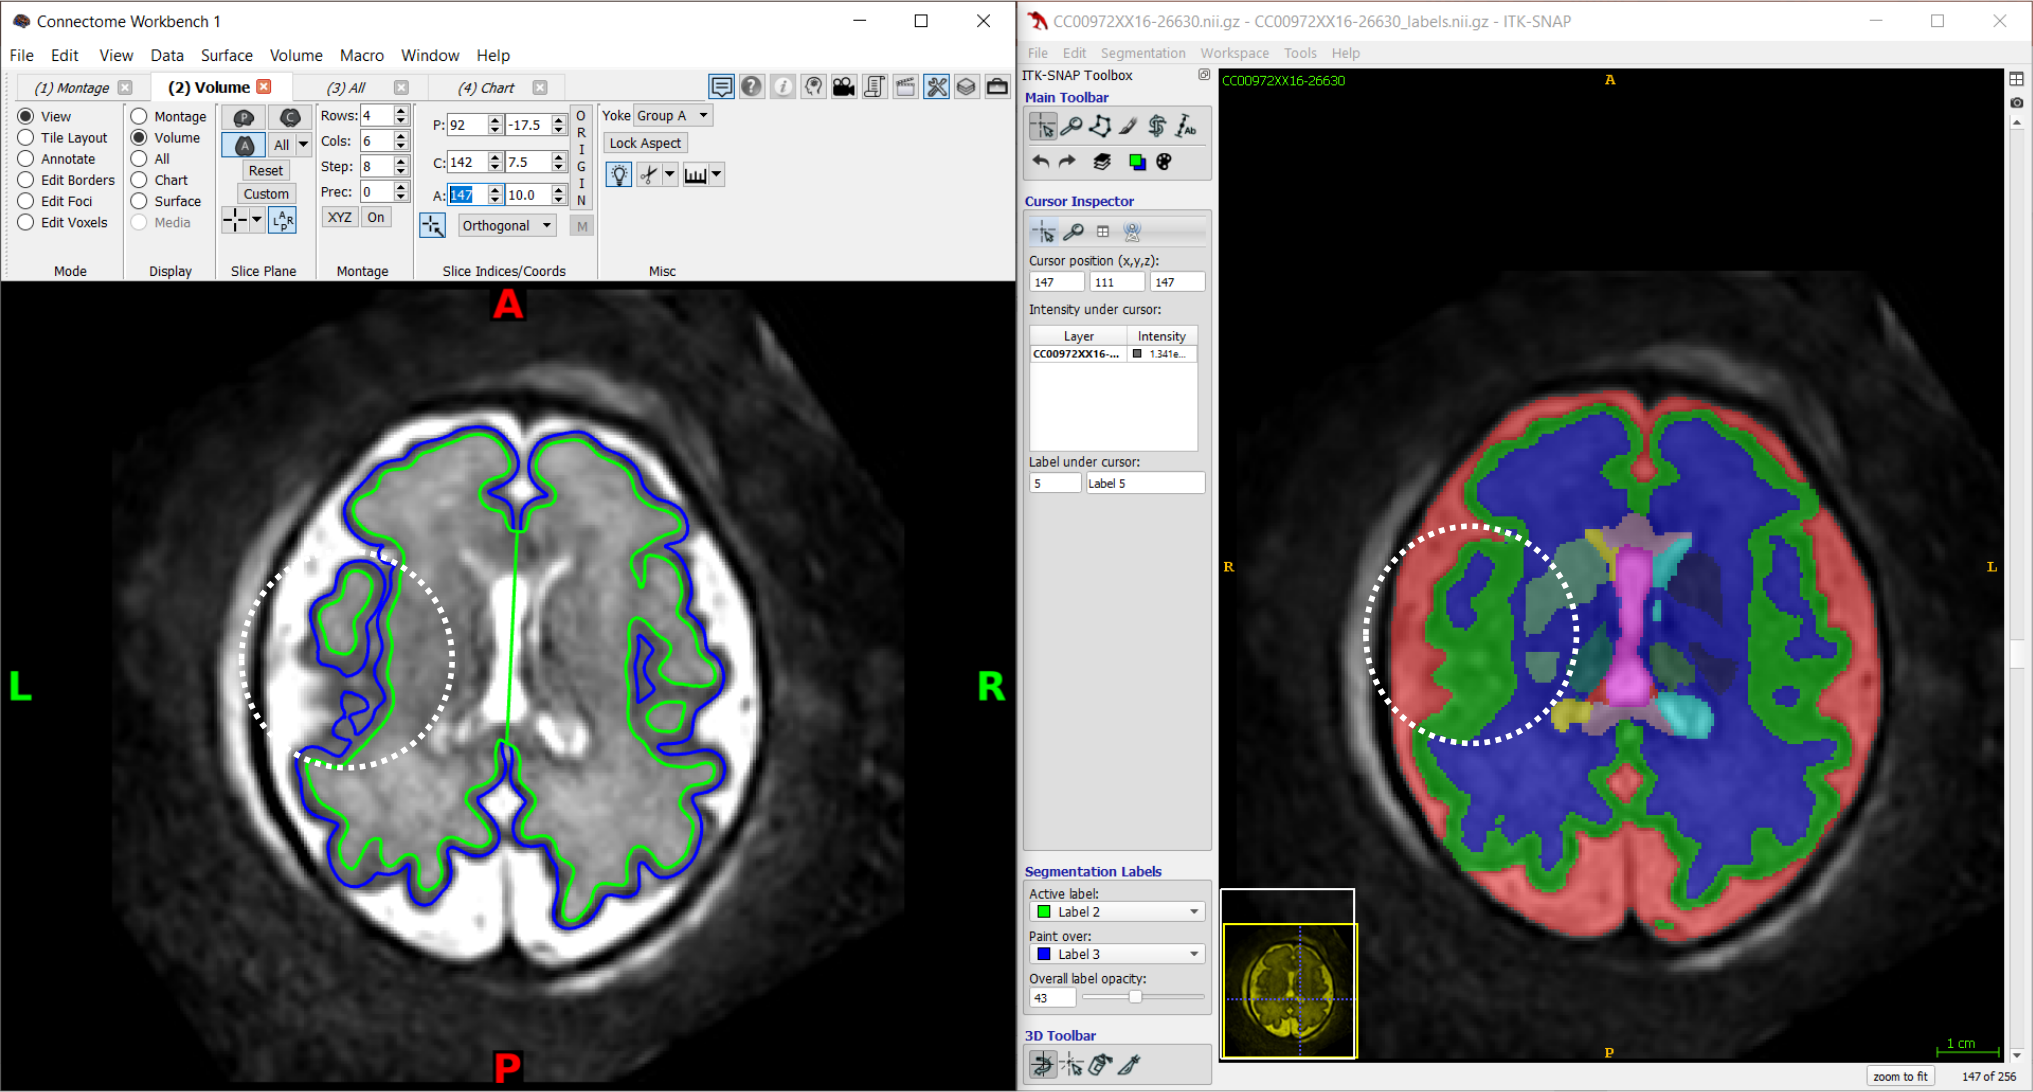 Connectome Workbench 1
File Edit View Data Surface Volume Macro Window Help
(1) Montage (2) Volume (3) All (4) Chart
View
Tile Layout
Annotate
Edit Borders
Edit Foci
Edit Voxels
Mode
Montage
Volume
All
Chart
Surface
Media
Display
P C
A All
Reset
Custom
L A R P
Slice Plane
Rows: 4
Cols: 6
Step: 8
Prec: 0
XYZ On
Montage
P: 92 -17.5
C: 142 7.5
A: 147 10.0
Orthogonal
ORIGIN
M
Slice Indices/Coords
Yoke Group A
Lock Aspect
Misc
A
L
R
P
CC00972XX16-26630.nii.gz - CC00972XX16-26630_labels.nii.gz - ITK-SNAP
File Edit Segmentation Workspace Tools Help
ITK-SNAP Toolbox
Main Toolbar
Ab
Cursor Inspector
Cursor position (x,y,z):
147 111 147
Intensity under cursor:
Layer Intensity
CC00972XX16-... 1.341e...
Label under cursor:
5 Label 5
Segmentation Labels
Active label:
Label 2
Paint over:
Label 3
Overall label opacity:
43
3D Toolbar
CC00972XX16-26630
A
R
L
P
1 cm
zoom to fit 147 of 256